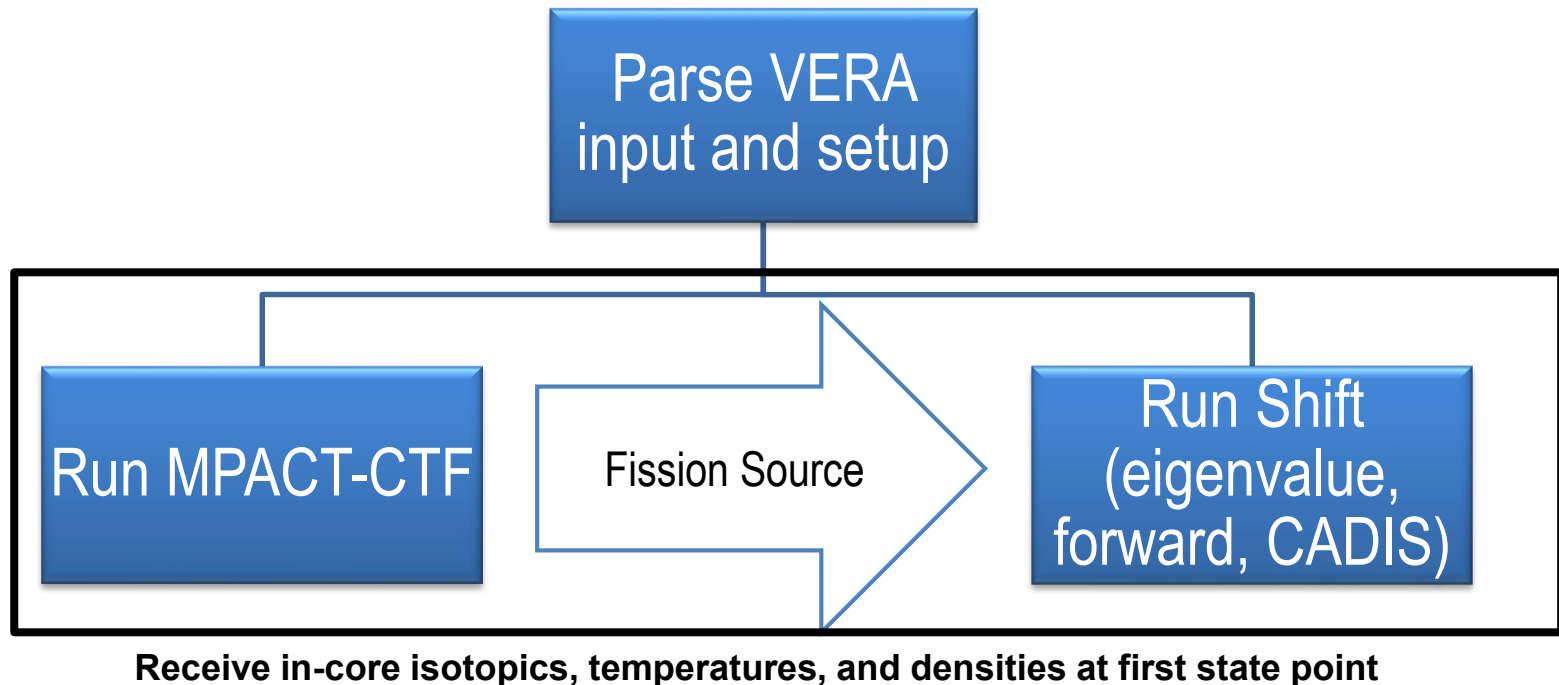 Parse VERA
input and setup
Run MPACT-CTF
Fission Source
Run Shift
(eigenvalue,
forward, CADIS)
Receive in-core isotopics, temperatures, and densities at first state point